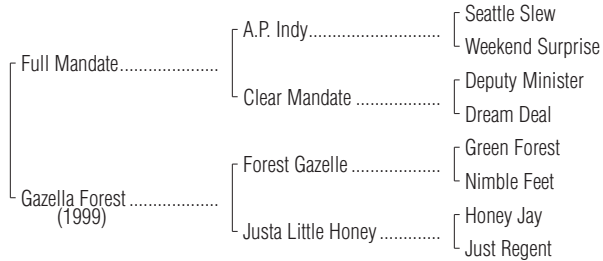 Seattle Slew
A.P. Indy
Weekend Surprise
Full Mandate
Deputy Minister
Clear Mandate
Dream Deal
Green Forest
Forest Gazelle
Nimble Feet
Gazella Forest
(1999)
Honey Jay
Justa Little Honey
Just Regent